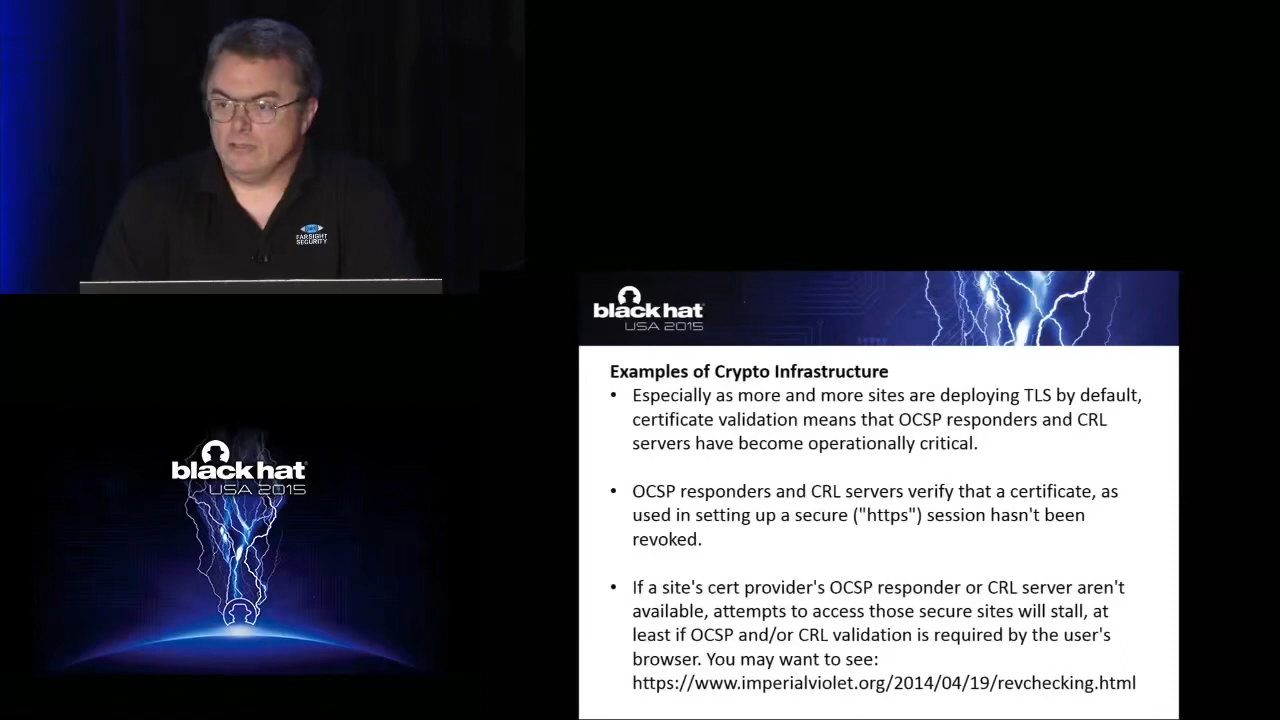 FARSIGHT
SECURITY
black hat
USA 2015
Examples of Crypto Infrastructure
• Especially as more and more sites are deploying TLS by default,
certificate validation means that OCSP responders and CRL
servers have become operationally critical.
• OCSP responders and CRL servers verify that a certificate, as
used in setting up a secure ("https") session hasn't been
revoked.
• If a site's cert provider's OCSP responder or CRL server aren't
available, attempts to access those secure sites will stall, at
least if OCSP and/or CRL validation is required by the user's
browser. You may want to see:
https://www.imperialviolet.org/2014/04/19/revchecking.html
black hat
USA 2015